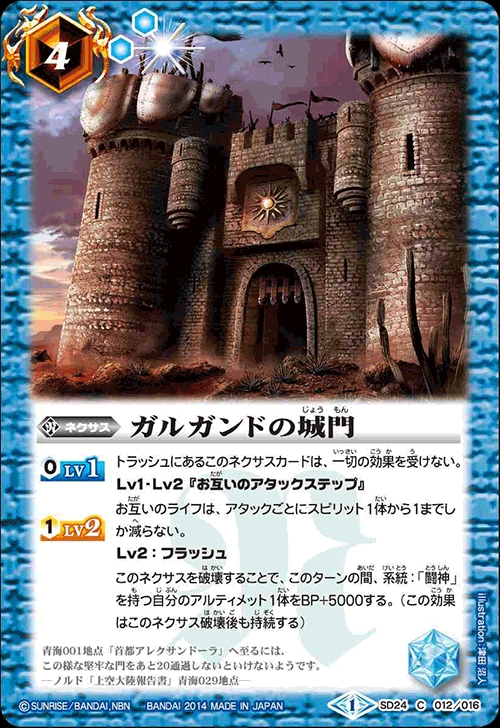 4
ネクサス ガルガンドの城門
じょう もん
0 LV1 トラッシュにあるこのネクサスカードは、一切の効果を受けない。
Lv1・Lv2『お互いのアタックステップ』
1 LV2 お互いのライフは、アタックごとにスピリット1体から1までしか減らない。
Lv2：フラッシュ
このネクサスを破壊することで、このターンの間、系統：「闘神」
を持つ自分のアルティメット1体をBP+5000する。（この効果
はこのネクサス破壊後も持続する）
青海001地点「首都アレクサンドーラ」へ至るには、
この様な堅牢な門をあと20通過しないといけないようです。
―ノルド「上空大陸報告書」青海029地点―
illustration:津田 沼人
©SUNRISE/BANDAI,NBN BANDAI 2014 MADE IN JAPAN 1 SD24 C 012/016